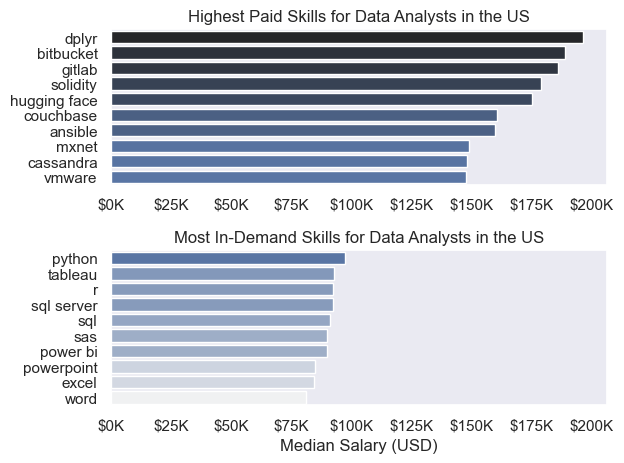 Highest Paid Skills for Data Analysts in the US
dplyr
bitbucket
gitlab
solidity
hugging face
couchbase
ansible
mxnet
cassandra
vmware
$0K $25K $50K $75K $100K $125K $150K $175K $200K
Most In-Demand Skills for Data Analysts in the US
python
tableau
r
sql server
sql
sas
power bi
powerpoint
excel
word
$0K $25K $50K $75K $100K $125K $150K $175K $200K
Median Salary (USD)